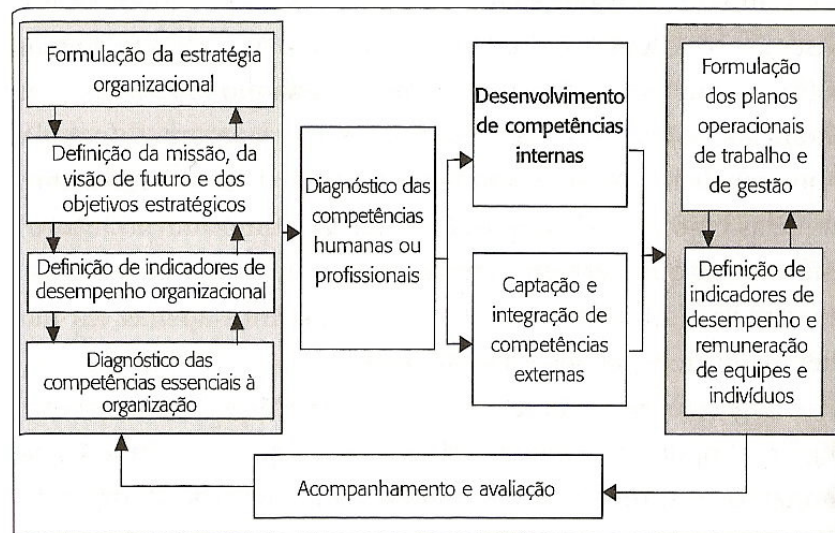 Formulação da estratégia
organizacional
Definição da missão, da
visão de futuro e dos
objetivos estratégicos
Definição de indicadores de
desempenho organizacional
Diagnóstico das
competências essenciais à
organização
Diagnóstico das
competências
humanas ou
profissionais
Desenvolvimento
de competências
internas
Captação e
integração de
competências
externas
Formulação
dos planos
operacionais
de trabalho e
de gestão
Definição de
indicadores de
desempenho e
remuneração
de equipes e
indivíduos
Acompanhamento e avaliação